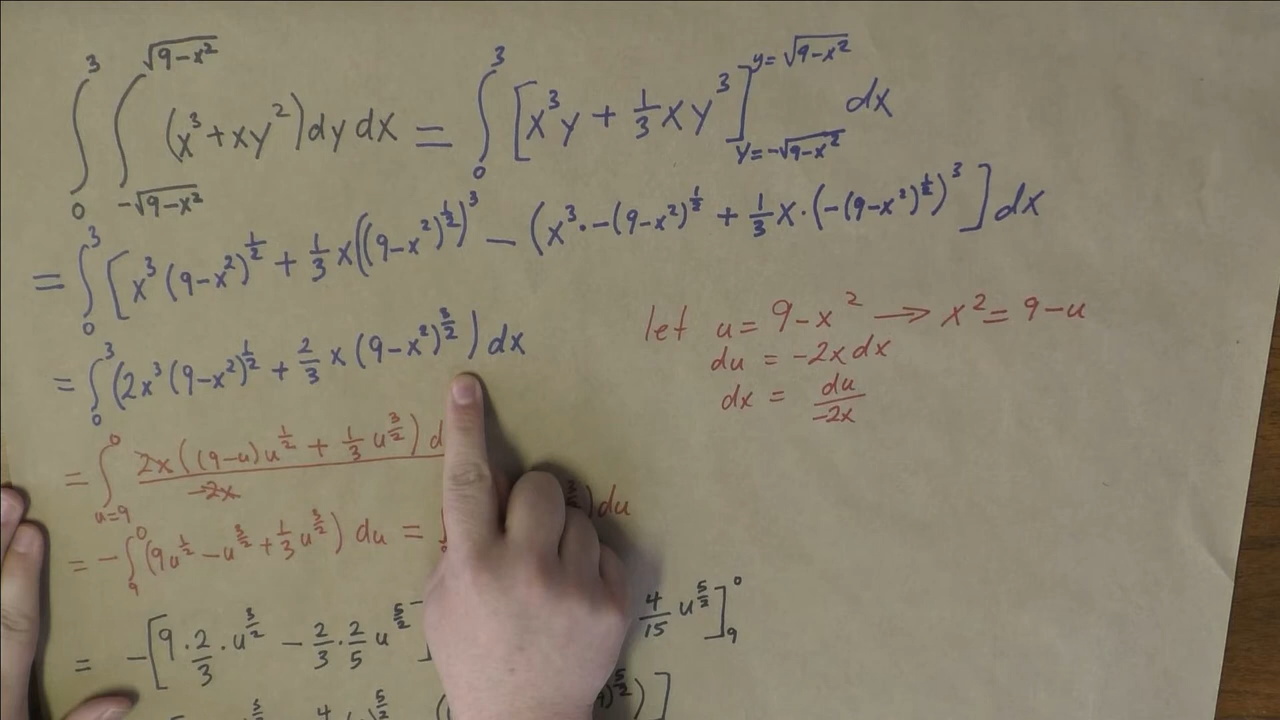 ∫₀³ ∫_{-√(9-x²)}^{√(9-x²)} (x³+xy²)dy dx = ∫₀³ [x³y + 1/3 xy³]_{y=-√(9-x²)}^{y=√(9-x²)} dx
= ∫₀³ [x³(9-x²)^{1/2} + 1/3 x((9-x²)^{1/2})³ - (x³·-(9-x²)^{1/2} + 1/3 x·(-(9-x²)^{1/2})³] dx
let u = 9-x² → x² = 9-u
= ∫₀³ (2x³(9-x²)^{1/2} + 2/3 x (9-x²)^{3/2}) dx
du = -2x dx
dx = du/-2x
= ∫_{u=9}^{0} 2x((9-u)u^{1/2} + 1/3 u^{3/2}) d / -2x
= -∫₉⁰ (9u^{1/2} - u^{3/2} + 1/3 u^{3/2}) du = ∫ ) du
= -[9·2/3·u^{3/2} - 2/3·2/5 u^{5/2} 4/15 u^{5/2}]₉⁰